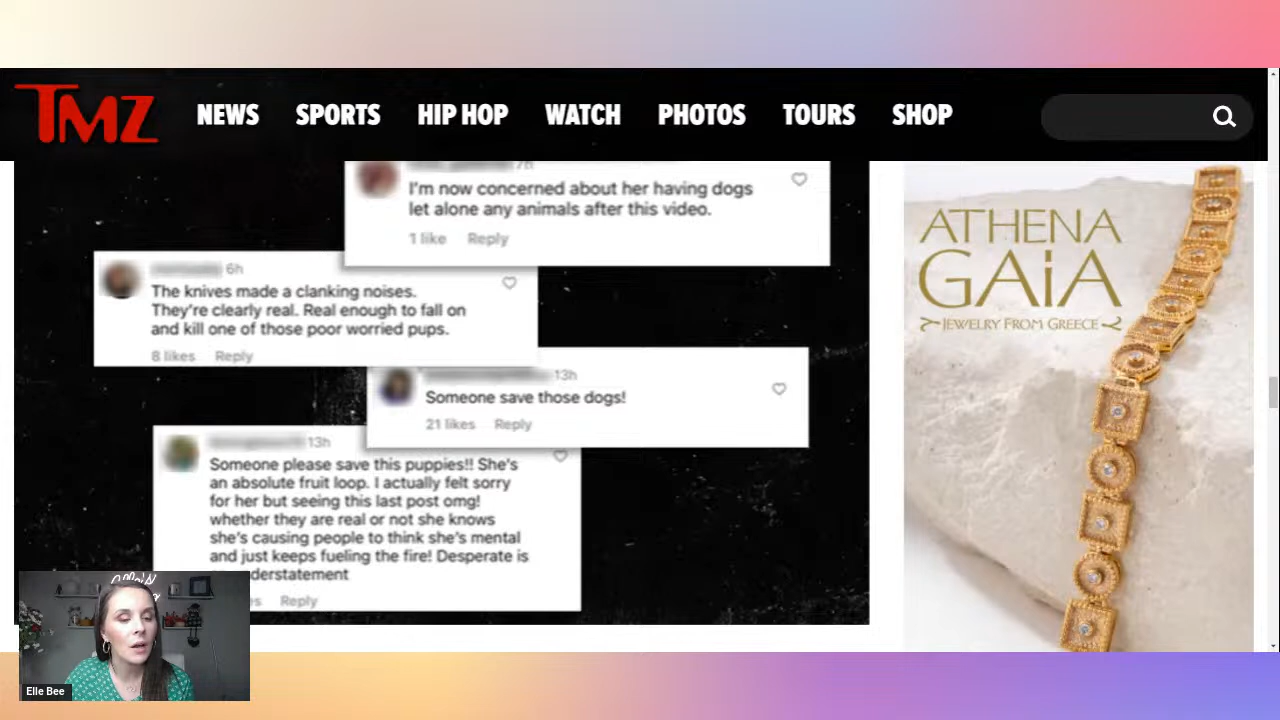 TMZ
NEWS SPORTS HIP HOP WATCH PHOTOS TOURS SHOP
I'm now concerned about her having dogs
let alone any animals after this video.
1 like Reply
6h
The knives made a clanking noises.
They're clearly real. Real enough to fall on
and kill one of those poor worried pups.
8 likes Reply
13h
Someone save those dogs!
21 likes Reply
13h
Someone please save this puppies!! She's
an absolute fruit loop. I actually felt sorry
for her but seeing this last post omg!
whether they are real or not she knows
she's causing people to think she's mental
and just keeps fueling the fire! Desperate is
Reply
ATHENA
GAiA
JEWELRY FROM GREECE
Elle Bee